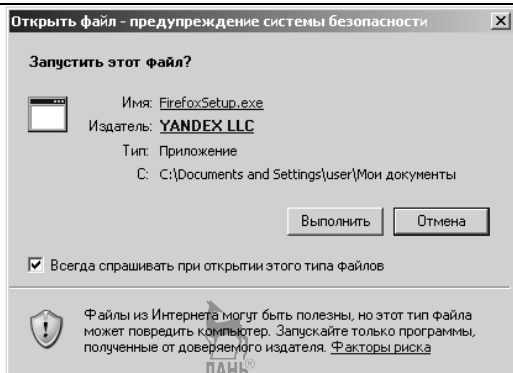 Открыть файл - предупреждение системы безопасности
Запустить этот файл?
Имя: FirefoxSetup.exe
Издатель: YANDEX LLC
Тип: Приложение
С: C:\Documents and Settings\user\Мои документы
Выполнить Отмена
Всегда спрашивать при открытии этого типа файлов
Файлы из Интернета могут быть полезны, но этот тип файла
может повредить компьютер. Запускайте только программы,
полученные от доверяемого издателя. Факторы риска
ЛАНЬ®